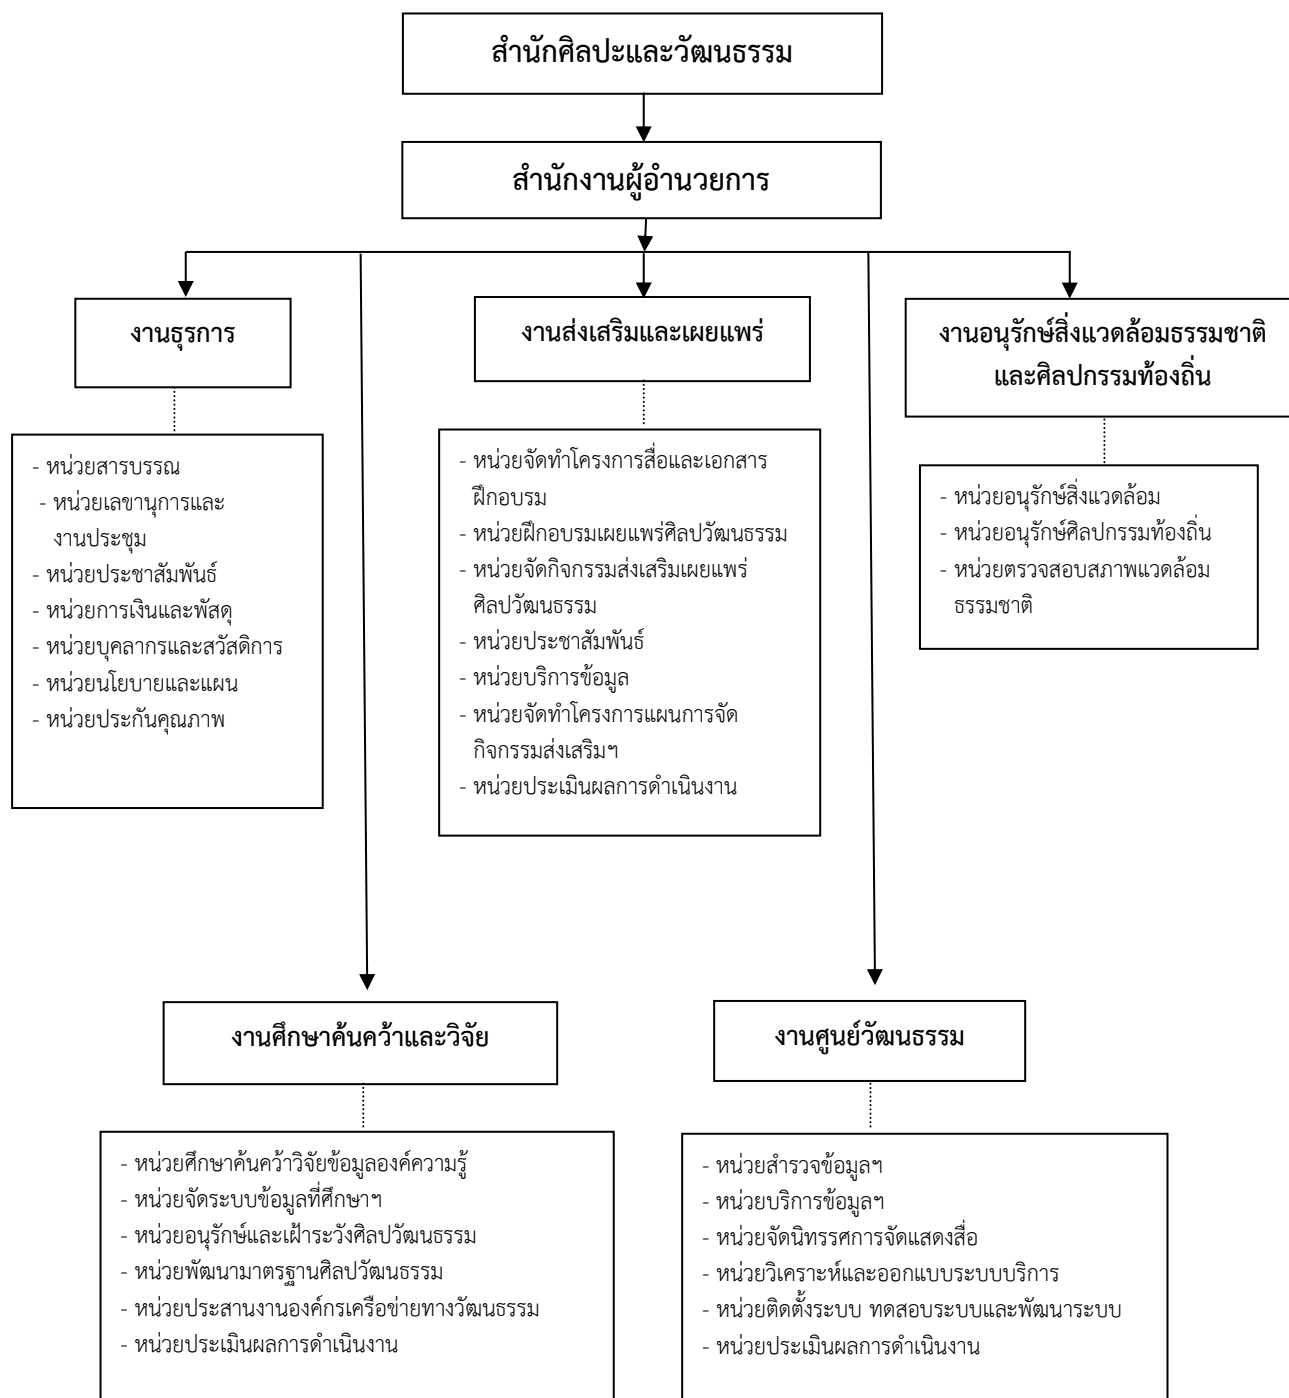 สำนักศิลปะและวัฒนธรรม
สำนักงานผู้อำนวยการ
งานธุรการ
- หน่วยสารบรรณ
- หน่วยเลขานุการและ
งานประชุม
- หน่วยประชาสัมพันธ์
- หน่วยการเงินและพัสดุ
- หน่วยบุคลากรและสวัสดิการ
- หน่วยนโยบายและแผน
- หน่วยประกันคุณภาพ
งานส่งเสริมและเผยแพร่
- หน่วยจัดทำโครงการสื่อและเอกสาร
ฝึกอบรม
- หน่วยฝึกอบรมเผยแพร่ศิลปวัฒนธรรม
- หน่วยจัดกิจกรรมส่งเสริมเผยแพร่
ศิลปวัฒนธรรม
- หน่วยประชาสัมพันธ์
- หน่วยบริการข้อมูล
- หน่วยจัดทำโครงการแผนการจัด
กิจกรรมส่งเสริมฯ
- หน่วยประเมินผลการดำเนินงาน
งานอนุรักษ์สิ่งแวดล้อมธรรมชาติ
และศิลปกรรมท้องถิ่น
- หน่วยอนุรักษ์สิ่งแวดล้อม
- หน่วยอนุรักษ์ศิลปกรรมท้องถิ่น
- หน่วยตรวจสอบสภาพแวดล้อม
ธรรมชาติ
งานศึกษาค้นคว้าและวิจัย
- หน่วยศึกษาค้นคว้าวิจัยข้อมูลองค์ความรู้
- หน่วยจัดระบบข้อมูลที่ศึกษาฯ
- หน่วยอนุรักษ์และเฝ้าระวังศิลปวัฒนธรรม
- หน่วยพัฒนามาตรฐานศิลปวัฒนธรรม
- หน่วยประสานงานองค์กรเครือข่ายทางวัฒนธรรม
- หน่วยประเมินผลการดำเนินงาน
งานศูนย์วัฒนธรรม
- หน่วยสำรวจข้อมูลฯ
- หน่วยบริการข้อมูลฯ
- หน่วยจัดนิทรรศการจัดแสดงสื่อ
- หน่วยวิเคราะห์และออกแบบระบบบริการ
- หน่วยติดตั้งระบบ ทดสอบระบบและพัฒนาระบบ
- หน่วยประเมินผลการดำเนินงาน